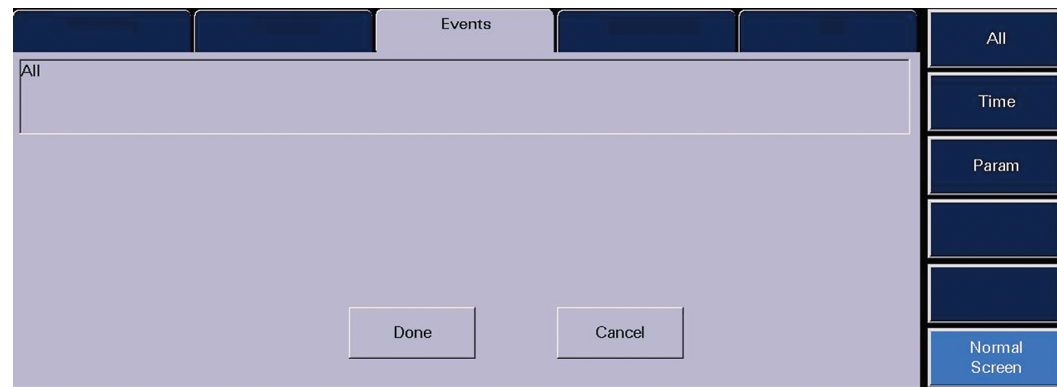 Events
All
Done
Cancel
All
Time
Param
Normal
Screen